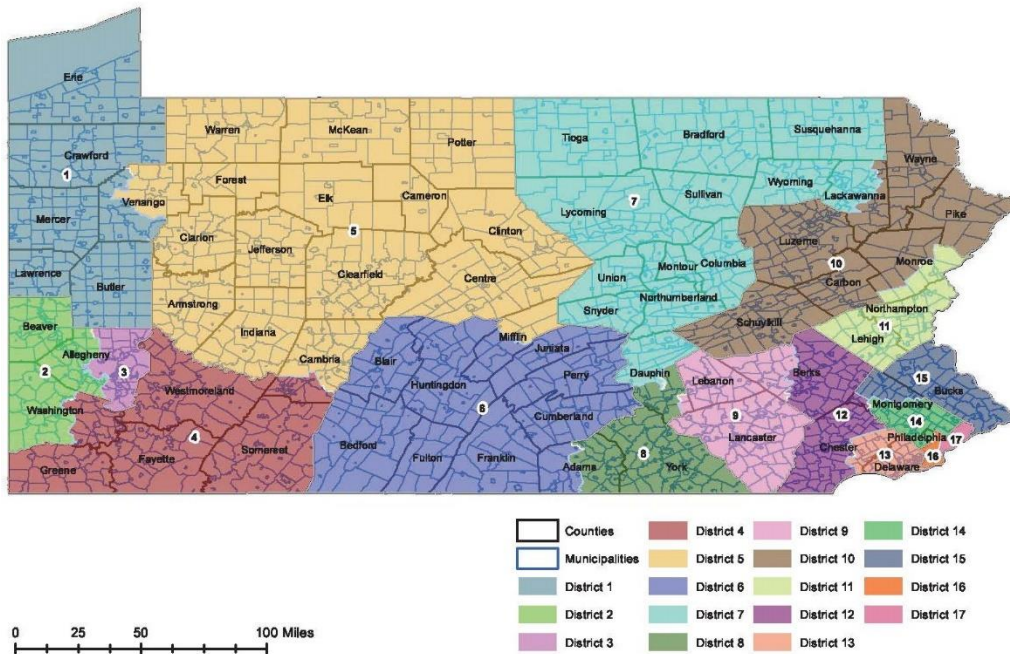 Erie
Warren
McKean
Potter
Tioga
Bradford
Susquehanna
Crawford
1
Wayne
Forest
Venango
Elk
Cameron
Sullivan
Wyoming
Lackawanna
7
Lycoming
Mercer
Pike
Clarion
Jefferson
5
Clinton
Luzerne
10
Monroe
Lawrence
Butler
Clearfield
Centre
Union
Montour
Columbia
Carbon
Armstrong
Snyder
Northumberland
Northampton
11
Beaver
Indiana
Mifflin
Schuylkill
Lehigh
Allegheny
2
3
Cambria
Blair
Juniata
Perry
Dauphin
Lebanon
Berks
15
Bucks
Westmoreland
Huntingdon
6
Cumberland
9
12
Montgomery
14
Washington
4
Bedford
Lancaster
Philadelphia
17
Greene
Fayette
Somerset
Fulton
Franklin
Adams
8
York
Chester
13
16
Delaware
Counties
District 4
District 9
District 14
Municipalities
District 5
District 10
District 15
District 1
District 6
District 11
District 16
District 2
District 7
District 12
District 17
District 3
District 8
District 13
0 25 50 100 Miles